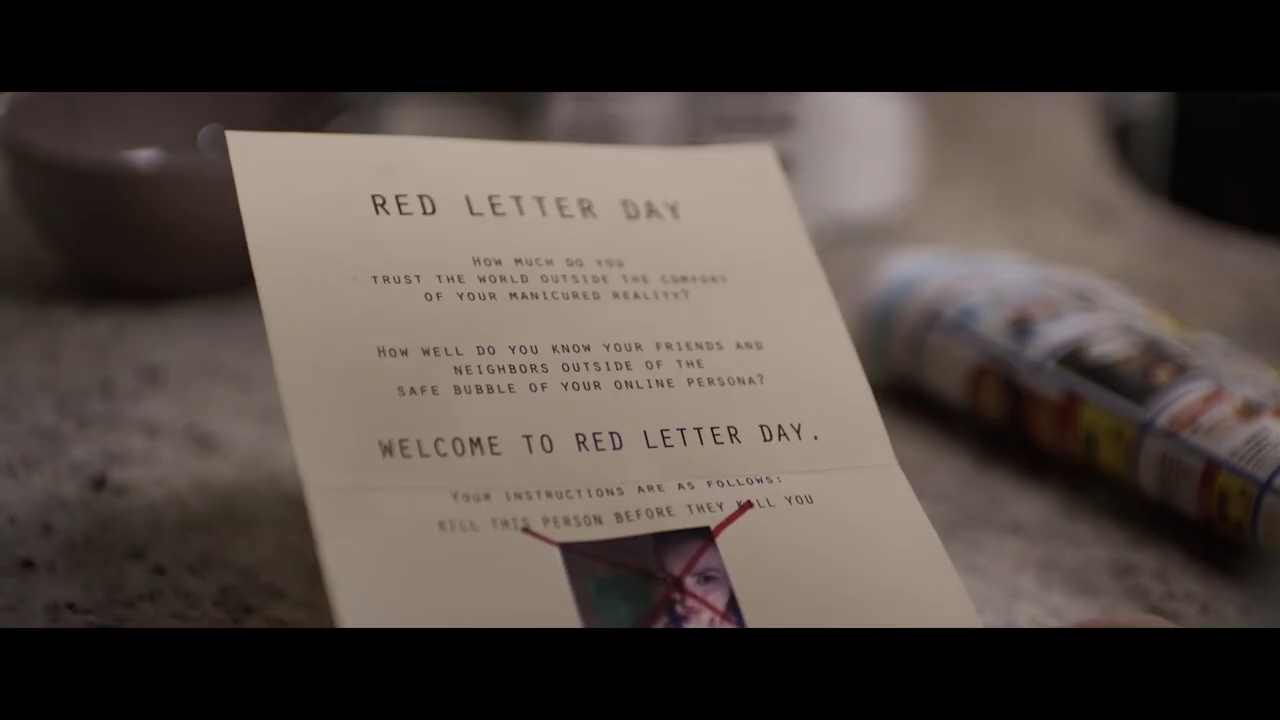 RED LETTER DAY
HOW MUCH DO YOU
TRUST THE WORLD OUTSIDE THE COMFORT
OF YOUR MANICURED REALITY?
HOW WELL DO YOU KNOW YOUR FRIENDS AND
NEIGHBORS OUTSIDE OF THE
SAFE BUBBLE OF YOUR ONLINE PERSONA?
WELCOME TO RED LETTER DAY.
YOUR INSTRUCTIONS ARE AS FOLLOWS:
KILL THIS PERSON BEFORE THEY KILL YOU